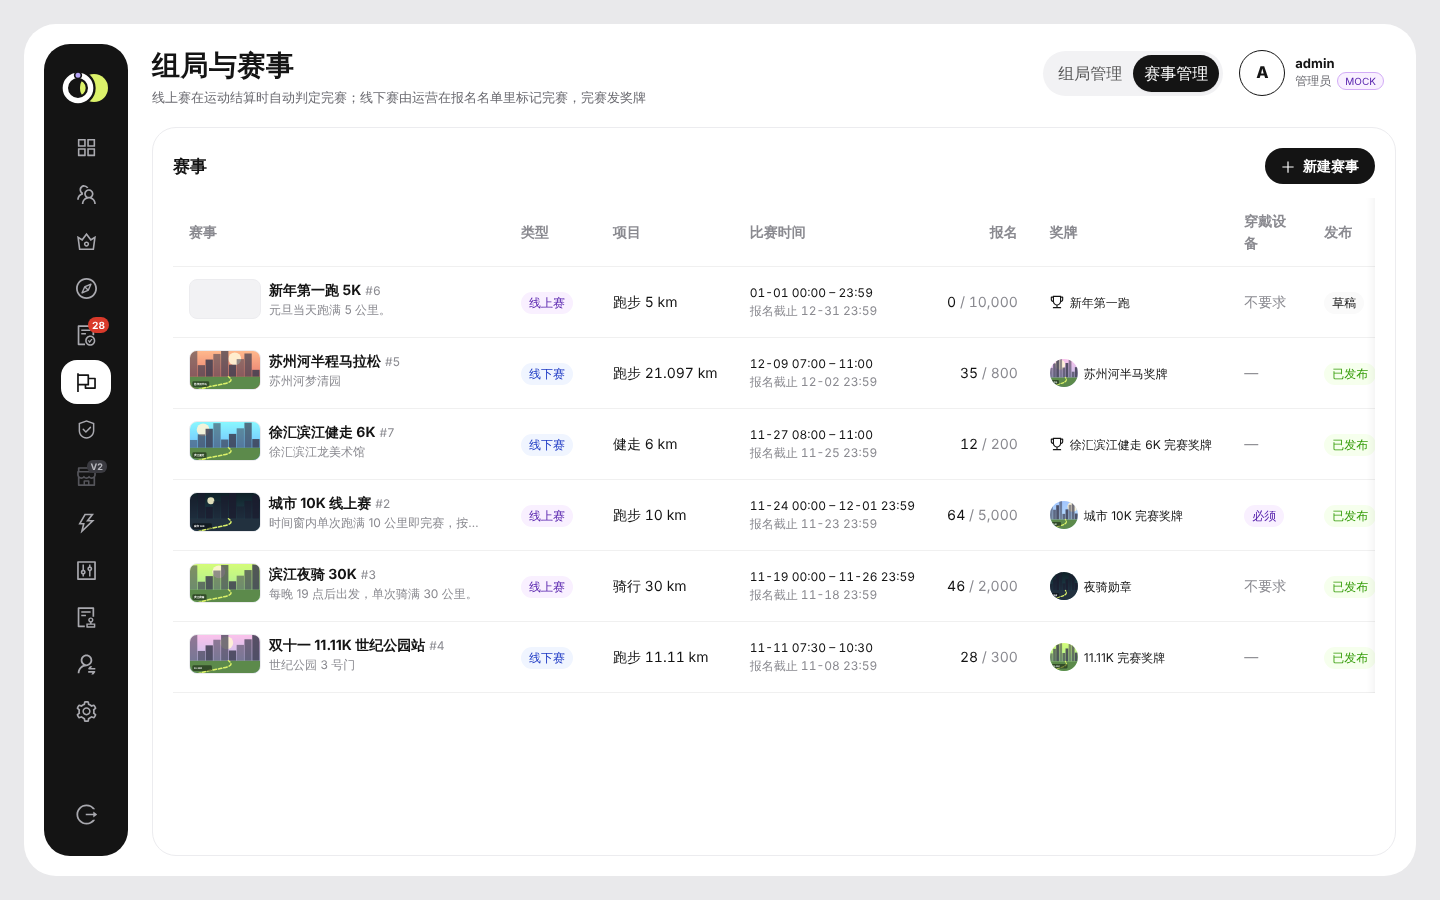 组局与赛事
线上赛在运动结算时自动判定完赛；线下赛由运营在报名名单里标记完赛，完赛发奖牌
组局管理
赛事管理
A
admin
管理员
MOCK
28
V2
赛事
新建赛事
赛事
类型
项目
比赛时间
报名
奖牌
穿戴设
备
发布
新年第一跑 5K #6
元旦当天跑满 5 公里。
线上赛
跑步 5 km
01-01 00:00 – 23:59
报名截止 12-31 23:59
0 / 10,000
新年第一跑
不要求
草稿
苏州河半程马拉松 #5
苏州河梦清园
线下赛
跑步 21.097 km
12-09 07:00 – 11:00
报名截止 12-02 23:59
35 / 800
苏州河半马奖牌
—
已发布
徐汇滨江健走 6K #7
徐汇滨江龙美术馆
线下赛
健走 6 km
11-27 08:00 – 11:00
报名截止 11-25 23:59
12 / 200
徐汇滨江健走 6K 完赛奖牌
—
已发布
城市 10K 线上赛 #2
时间窗内单次跑满 10 公里即完赛，按...
线上赛
跑步 10 km
11-24 00:00 – 12-01 23:59
报名截止 11-23 23:59
64 / 5,000
城市 10K 完赛奖牌
必须
已发布
滨江夜骑 30K #3
每晚 19 点后出发，单次骑满 30 公里。
线上赛
骑行 30 km
11-19 00:00 – 11-26 23:59
报名截止 11-18 23:59
46 / 2,000
夜骑勋章
不要求
已发布
双十一 11.11K 世纪公园站 #4
世纪公园 3 号门
线下赛
跑步 11.11 km
11-11 07:30 – 10:30
报名截止 11-08 23:59
28 / 300
11.11K 完赛奖牌
—
已发布